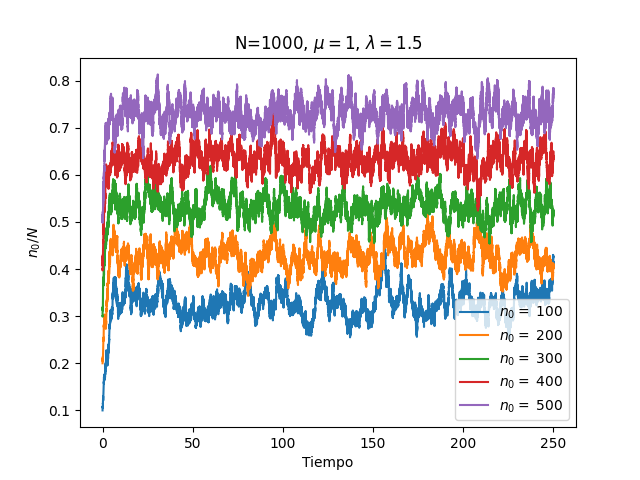 N=1000, μ = 1, λ = 1.5
n₀/N
0.8
0.7
0.6
0.5
0.4
0.3
0.2
0.1
0 50 100 150 200 250
Tiempo
n₀ = 100
n₀ = 200
n₀ = 300
n₀ = 400
n₀ = 500